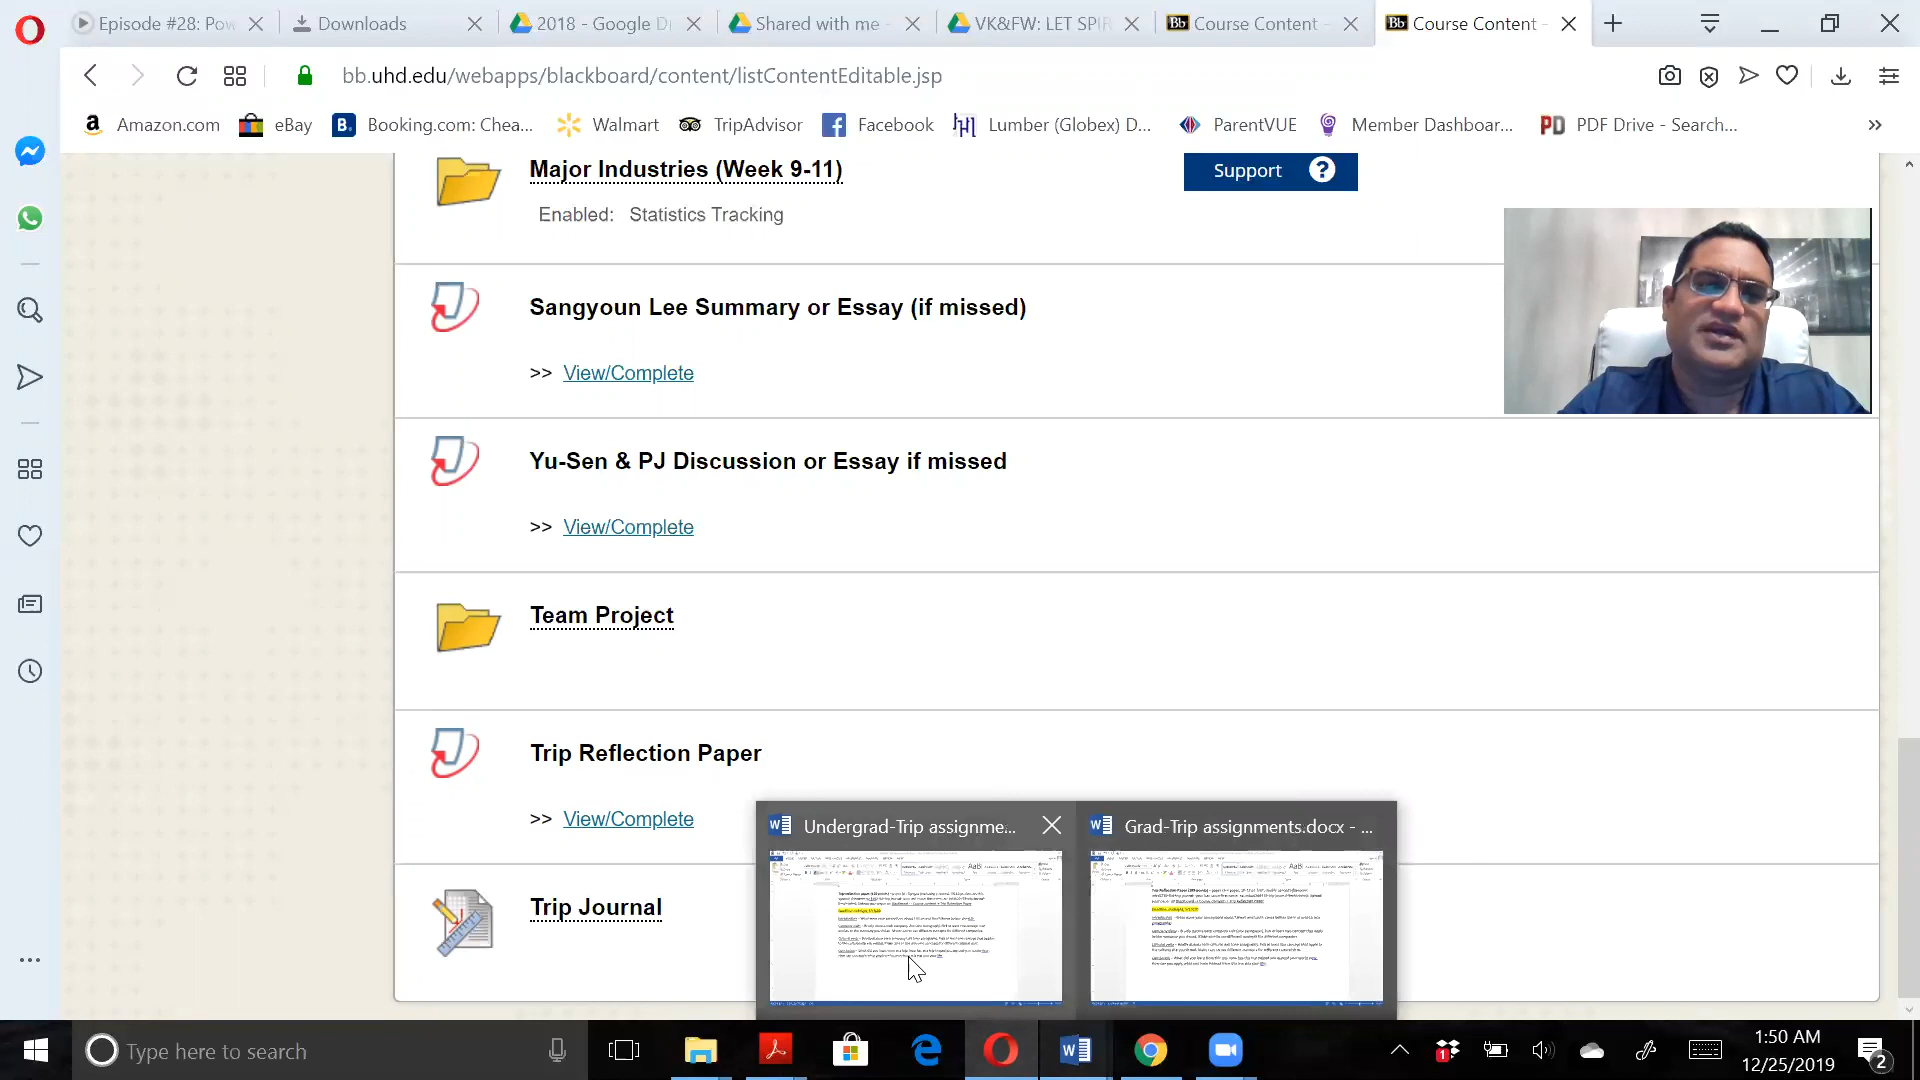 Episode #28: Pow
Downloads
2018 - Google Dr
Shared with me -
VK&FW: LET SPIR
Bb
Course Content -
Bb
Course Content -
bb.uhd.edu/webapps/blackboard/content/listContentEditable.jsp
Amazon.com
eBay
B.
Booking.com: Chea...
Walmart
TripAdvisor
Facebook
Lumber (Globex) D...
ParentVUE
Member Dashboar...
PD
PDF Drive - Search...
Major Industries (Week 9-11)
Support ?
Enabled: Statistics Tracking
Sangyoun Lee Summary or Essay (if missed)
>> View/Complete
Yu-Sen & PJ Discussion or Essay if missed
>> View/Complete
Team Project
Trip Reflection Paper
>> View/Complete
Undergrad-Trip assignme...
Grad-Trip assignments.docx - ...
Trip Journal
Type here to search
1
1:50 AM
12/25/2019
2